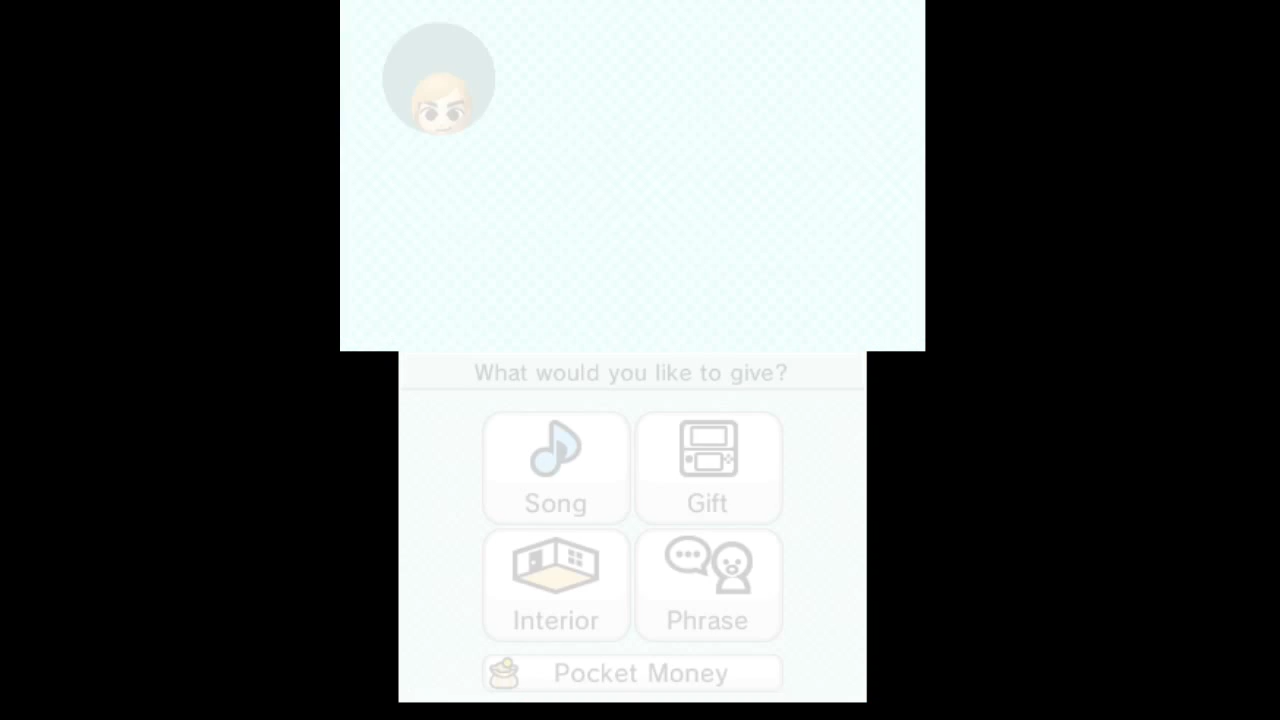 What would you like to give?
Song
Gift
Interior
Phrase
Pocket Money